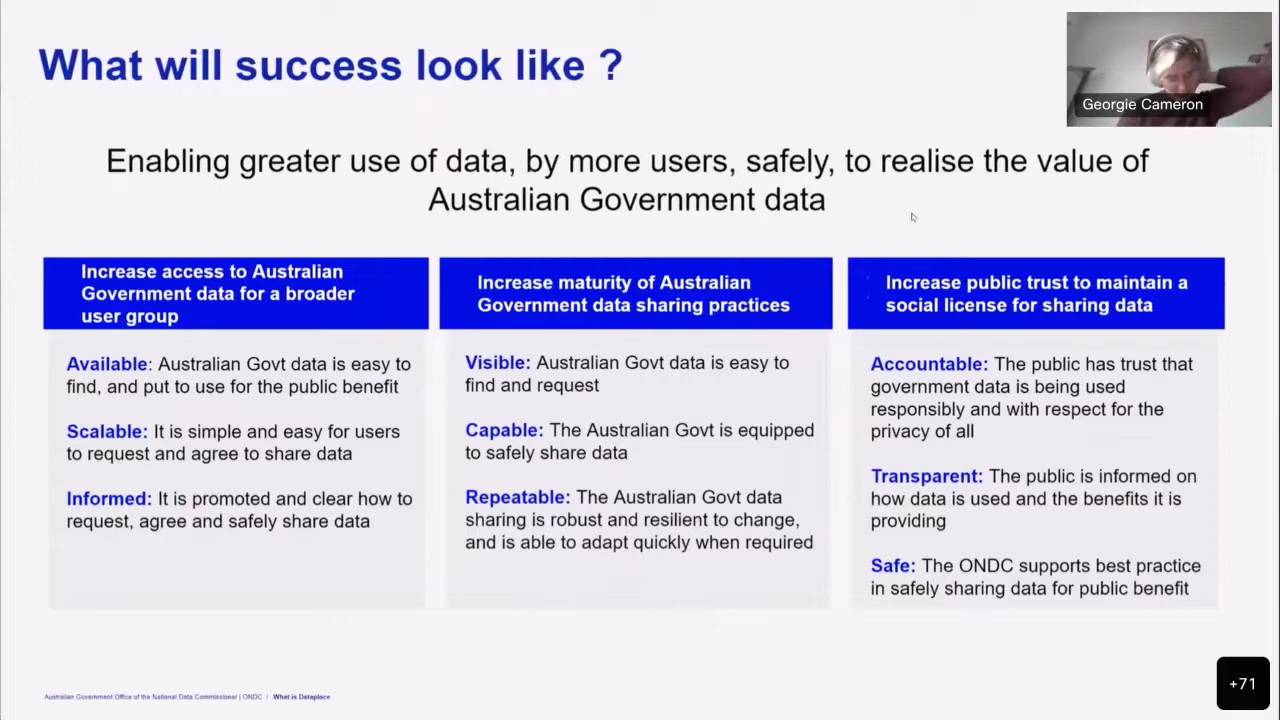 What will success look like ?
Georgie Cameron
Enabling greater use of data, by more users, safely, to realise the value of
Australian Government data
Increase access to Australian
Government data for a broader
user group
Available: Australian Govt data is easy to
find, and put to use for the public benefit
Scalable: It is simple and easy for users
to request and agree to share data
Informed: It is promoted and clear how to
request, agree and safely share data
Increase maturity of Australian
Government data sharing practices
Visible: Australian Govt data is easy to
find and request
Capable: The Australian Govt is equipped
to safely share data
Repeatable: The Australian Govt data
sharing is robust and resilient to change,
and is able to adapt quickly when required
Increase public trust to maintain a
social license for sharing data
Accountable: The public has trust that
government data is being used
responsibly and with respect for the
privacy of all
Transparent: The public is informed on
how data is used and the benefits it is
providing
Safe: The ONDC supports best practice
in safely sharing data for public benefit
Australian Government Office of the National Data Commissioner | ONDC / What is Dataplace
+71